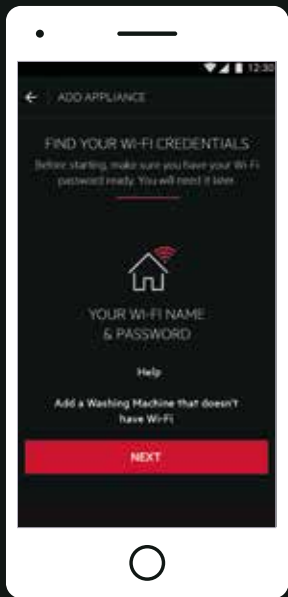 12:30
ADD APPLIANCE
FIND YOUR WI-FI CREDENTIALS
Before starting, make sure you have your Wi-Fi
password ready. You will need it later.
YOUR WI-FI NAME
& PASSWORD
Help
Add a Washing Machine that doesn't
have Wi-Fi
NEXT